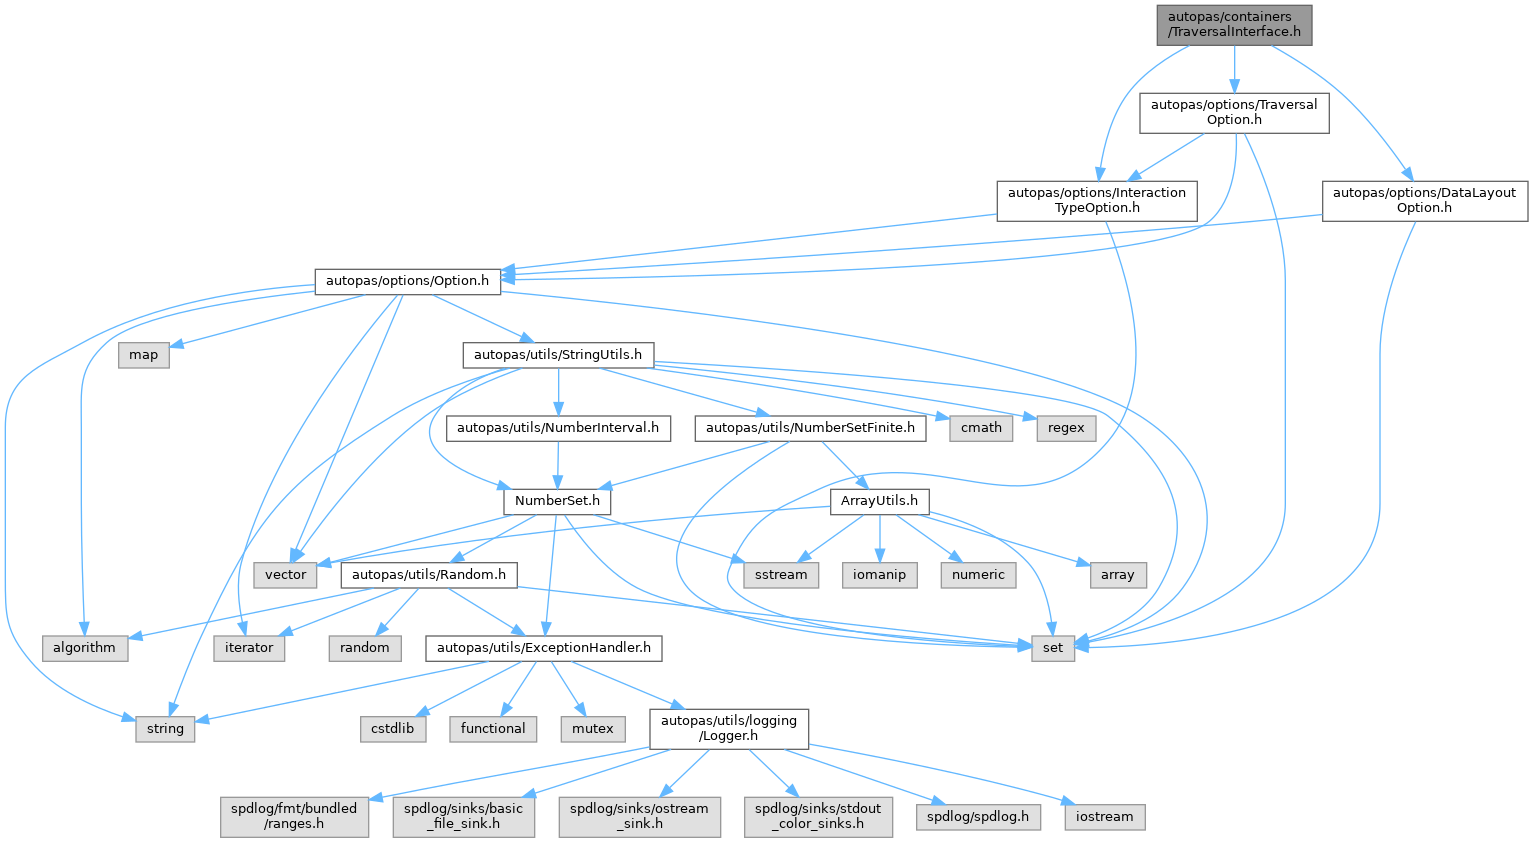 autopas/containers
/TraversalInterface.h
autopas/options/Traversal
Option.h
autopas/options/Interaction
TypeOption.h
autopas/options/DataLayout
Option.h
autopas/options/Option.h
map
autopas/utils/StringUtils.h
autopas/utils/NumberInterval.h
autopas/utils/NumberSetFinite.h
cmath
regex
NumberSet.h
ArrayUtils.h
vector
autopas/utils/Random.h
sstream
iomanip
numeric
array
algorithm
iterator
random
autopas/utils/ExceptionHandler.h
set
string
cstdlib
functional
mutex
autopas/utils/logging
/Logger.h
spdlog/fmt/bundled
/ranges.h
spdlog/sinks/basic
_file_sink.h
spdlog/sinks/ostream
_sink.h
spdlog/sinks/stdout
_color_sinks.h
spdlog/spdlog.h
iostream